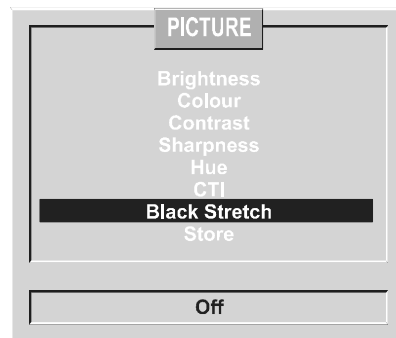 PICTURE
Brightness
Colour
Contrast
Sharpness
Hue
CTI
Black Stretch
Store
Off